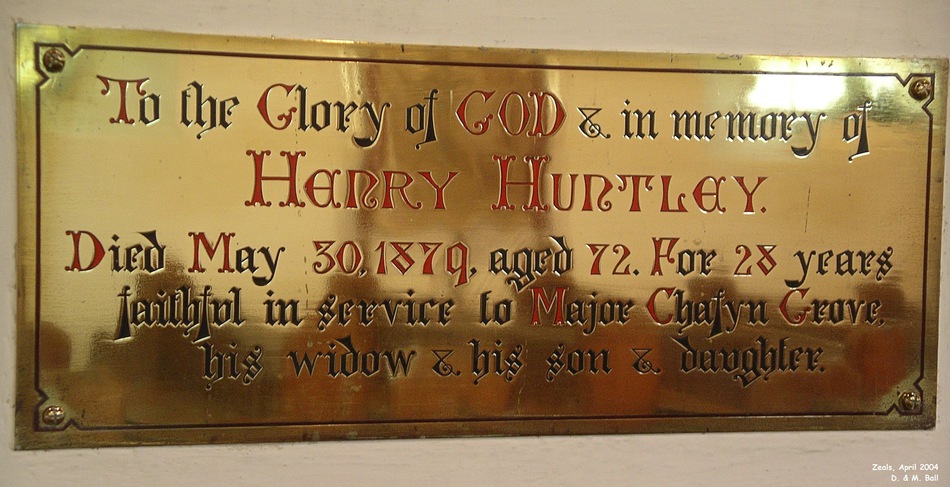 To the Glory of GOD & in memory of
HENRY HUNTLEY.
Died May 30, 1879, aged 72. For 28 years
faithful in service to Major Chafyn Grove,
his widow & his son & daughter.
Zeals, April 2004
D. & M. Ball